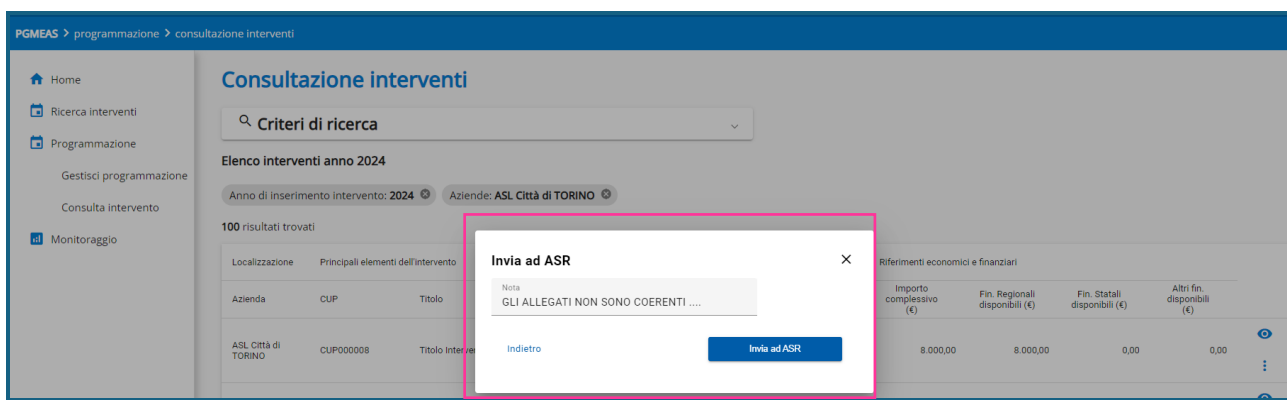 PGMEAS > programmazione > consultazione interventi
Home
Ricerca interventi
Programmazione
Gestisci programmazione
Consulta intervento
Monitoraggio
Consultazione interventi
Criteri di ricerca
Elenco interventi anno 2024
Anno di inserimento intervento: 2024
Aziende: ASL Città di TORINO
100 risultati trovati
Localizzazione
Principali elementi dell'intervento
Riferimenti economici e finanziari
Azienda
CUP
Titolo
Importo
complessivo
(€)
Fin. Regionali
disponibili (€)
Fin. Statali
disponibili (€)
Altri fin.
disponibili
(€)
ASL Città di
TORINO
CUP000008
Titolo
8.000,00
8.000,00
0,00
0,00
Invia ad ASR
Nota
GLI ALLEGATI NON SONO COERENTI ....
Indietro
Invia ad ASR